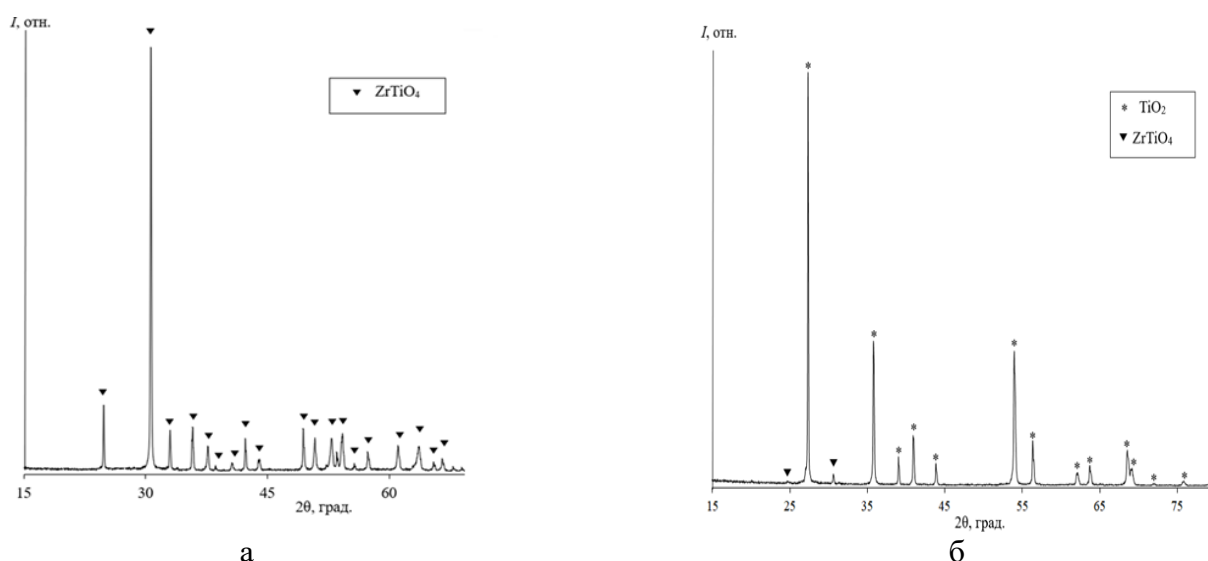 I, отн.
ZrTiO₄
15 30 45 60
2θ, град.
а
I, отн.
* TiO₂
ZrTiO₄
15 25 35 45 55 65 75
2θ, град.
б